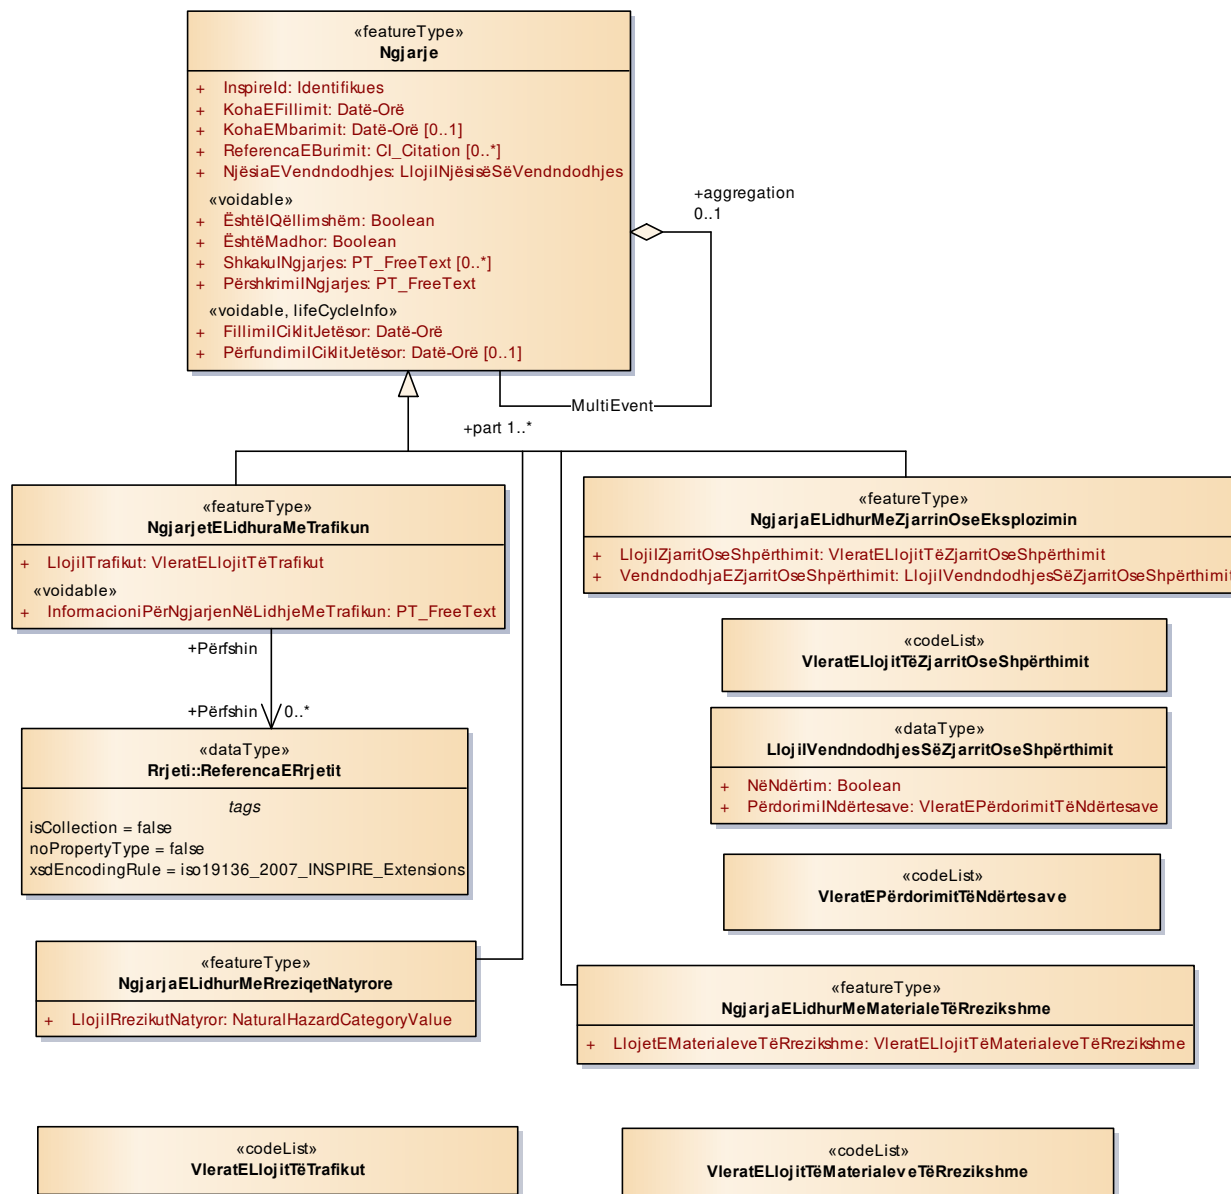 «featureType»
Ngjarje
+ InspireId: Identifikues
+ KohaEFillimit: Datë-Orë
+ KohaEMbarimit: Datë-Orë [0..1]
+ ReferencaEBurimit: CI_Citation [0..*]
+ NjësiaEVendndodhjes: LlojiINjësisëSëVendndodhjes
«voidable»
+ ËshtëIQëllimshëm: Boolean
+ ËshtëMadhor: Boolean
+ ShkakuINgjarjes: PT_FreeText [0..*]
+ PërshkrimiINgjarjes: PT_FreeText
«voidable, lifeCycleInfo»
+ FillimiICiklitJetësor: Datë-Orë
+ PërfundimiICiklitJetësor: Datë-Orë [0..1]
+aggregation
0..1
MultiEvent
+part 1..*
«featureType»
NgjarjetELidhuraMeTrafikun
+ LlojiITrafikut: VleratELlojitTëTrafikut
«voidable»
+ InformacioniPërNgjarjenNëLidhjeMeTrafikun: PT_FreeText
«featureType»
NgjarjaELidhurMeZjarrinOseEksplozimin
+ LlojiIZjarritOseShpërthimit: VleratELlojitTëZjarritOseShpërthimit
+ VendndodhjaEZjarritOseShpërthimit: LlojiIVendndodhjesSëZjarritOseShpërthimit
+Përfshin
+Përfshin 0..*
«codeList»
VleratELlojitTëZjarritOseShpërthimit
«dataType»
Rrjeti::ReferencaERrjetit
tags
isCollection = false
noPropertyType = false
xsdEncodingRule = iso19136_2007_INSPIRE_Extensions
«dataType»
LlojiIVendndodhjesSëZjarritOseShpërthimit
+ NëNdërtim: Boolean
+ PërdorimiINdërtesave: VleratEPërdorimitTëNdërtesave
«codeList»
VleratEPërdorimitTëNdërtesave
«featureType»
NgjarjaELidhurMeRreziqetNatyrore
+ LlojiIRrezikutNatyror: NaturalHazardCategoryValue
«featureType»
NgjarjaELidhurMeMaterialeTëRrezikshme
+ LlojetEMaterialeveTëRrezikshme: VleratELlojitTëMaterialeveTëRrezikshme
«codeList»
VleratELlojitTëTrafikut
«codeList»
VleratELlojitTëMaterialeveTëRrezikshme